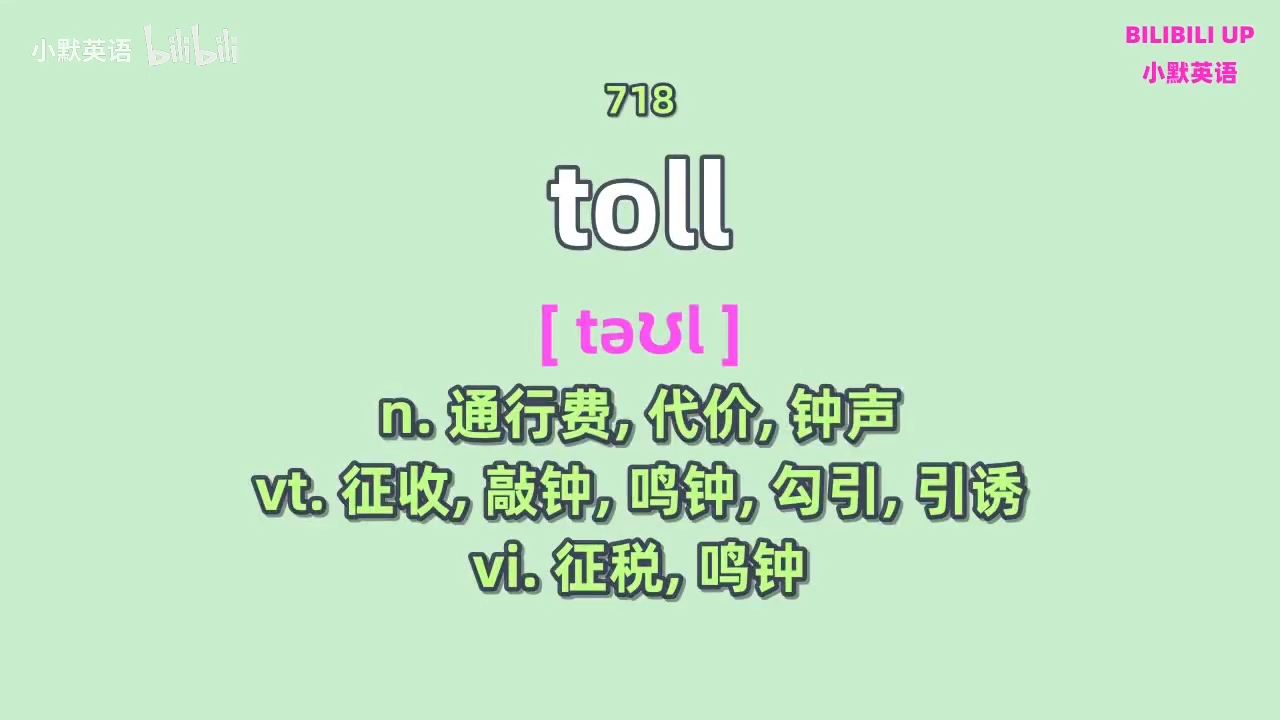 小默英语 bilibili
BILIBILI UP
小默英语
718
toll
[ təʊl ]
n. 通行费, 代价, 钟声
vt. 征收, 敲钟, 鸣钟, 勾引, 引诱
vi. 征税, 鸣钟